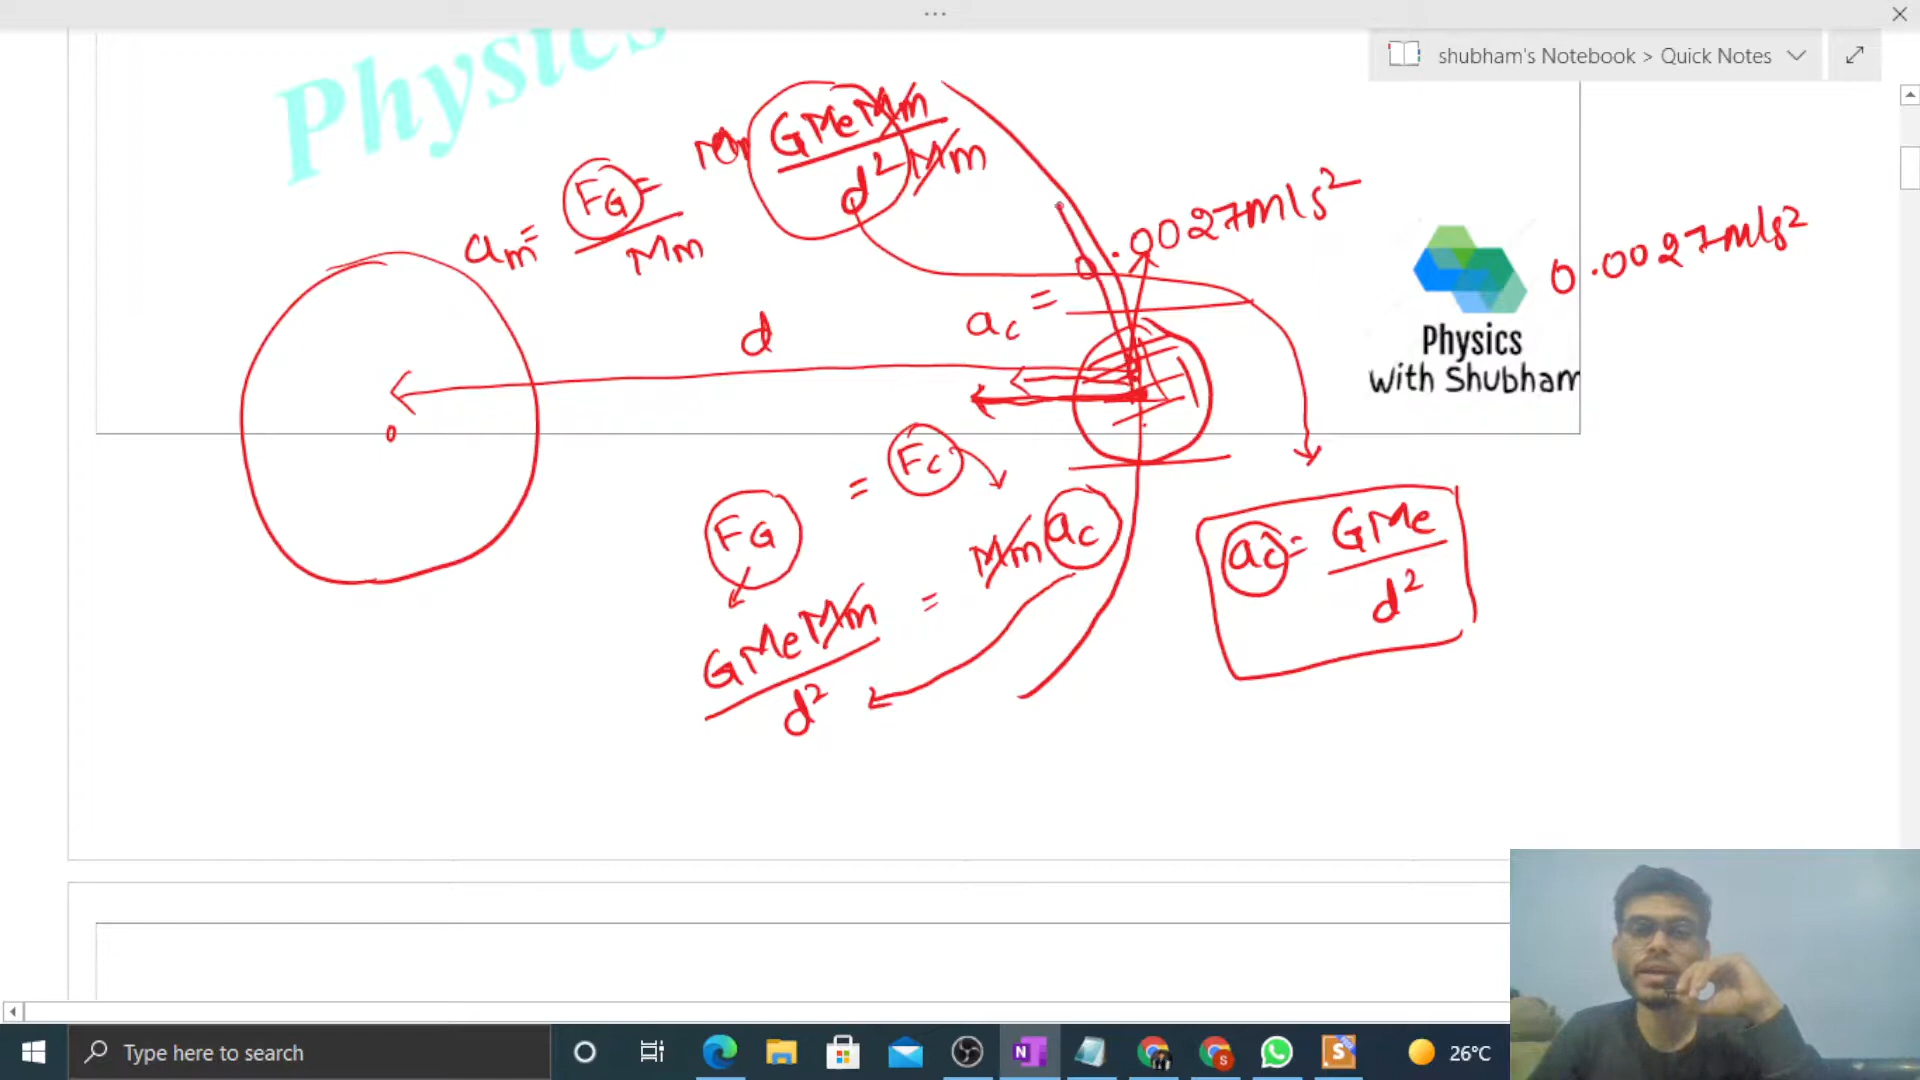 Physics
shubham's Notebook > Quick Notes
am = FG / Mm = GMeMm / d² Mm
d
ac = 0.0027m/s²
0.0027m/s²
Physics
with Shubham
FG = FC
GMeMm / d² = Mm ac
ac = GMe / d²
Type here to search
26°C